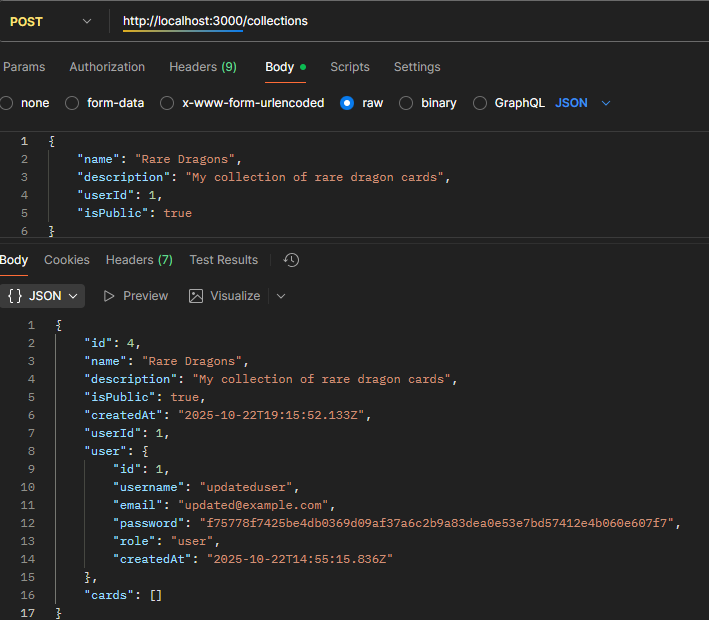 POST http://localhost:3000/collections
Params Authorization Headers (9) Body Scripts Settings
none form-data x-www-form-urlencoded raw binary GraphQL JSON
1 {
2 "name": "Rare Dragons",
3 "description": "My collection of rare dragon cards",
4 "userId": 1,
5 "isPublic": true
6 }
Body Cookies Headers (7) Test Results
{} JSON Preview Visualize
1 {
2 "id": 4,
3 "name": "Rare Dragons",
4 "description": "My collection of rare dragon cards",
5 "isPublic": true,
6 "createdAt": "2025-10-22T19:15:52.133Z",
7 "userId": 1,
8 "user": {
9 "id": 1,
10 "username": "updateduser",
11 "email": "updated@example.com",
12 "password": "f75778f7425be4db0369d09af37a6c2b9a83dea0e53e7bd57412e4b060e607f7",
13 "role": "user",
14 "createdAt": "2025-10-22T14:55:15.836Z"
15 },
16 "cards": []
17 }